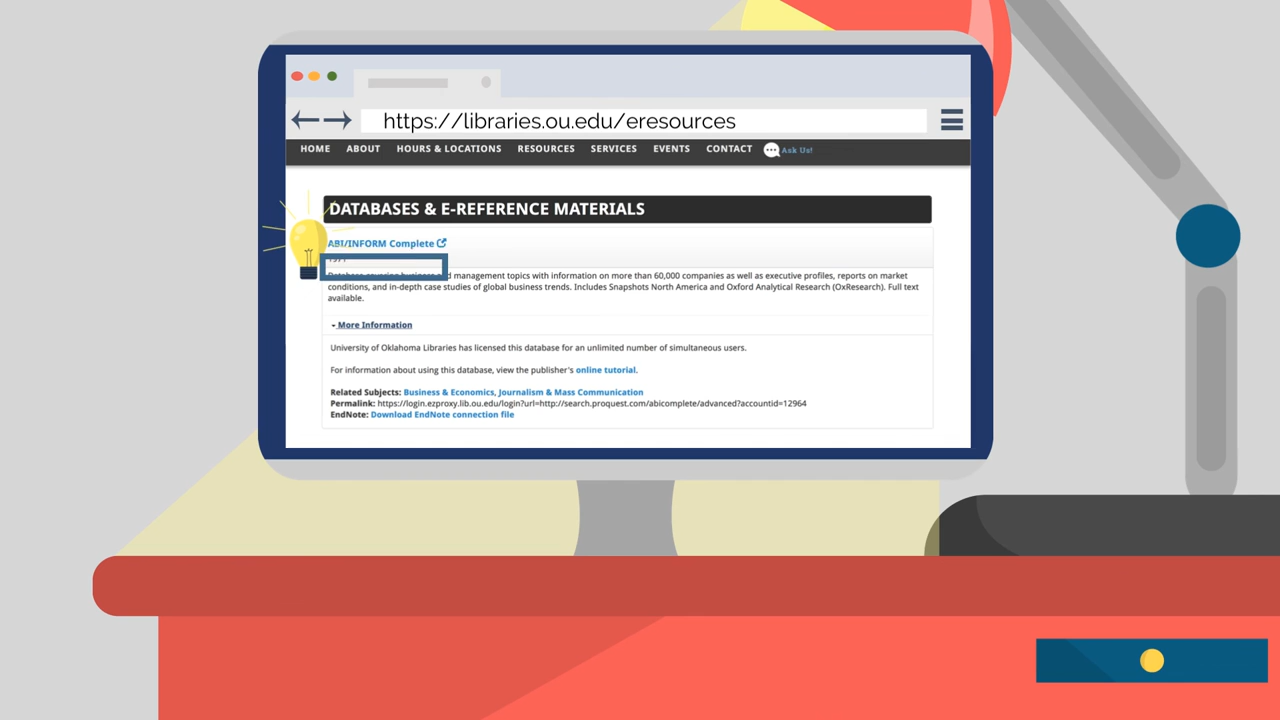 https://libraries.ou.edu/eresources
HOME ABOUT HOURS & LOCATIONS RESOURCES SERVICES EVENTS CONTACT Ask Us!
DATABASES & E-REFERENCE MATERIALS
ABI/INFORM Complete
Database covering business and management topics with information on more than 60,000 companies as well as executive profiles, reports on market
conditions, and in-depth case studies of global business trends. Includes Snapshots North America and Oxford Analytical Research (OxResearch). Full text
available.
More Information
University of Oklahoma Libraries has licensed this database for an unlimited number of simultaneous users.
For information about using this database, view the publisher's online tutorial.
Related Subjects: Business & Economics, Journalism & Mass Communication
Permalink: https://login.ezproxy.lib.ou.edu/login?url=http://search.proquest.com/abicomplete/advanced?accountid=12964
EndNote: Download EndNote connection file